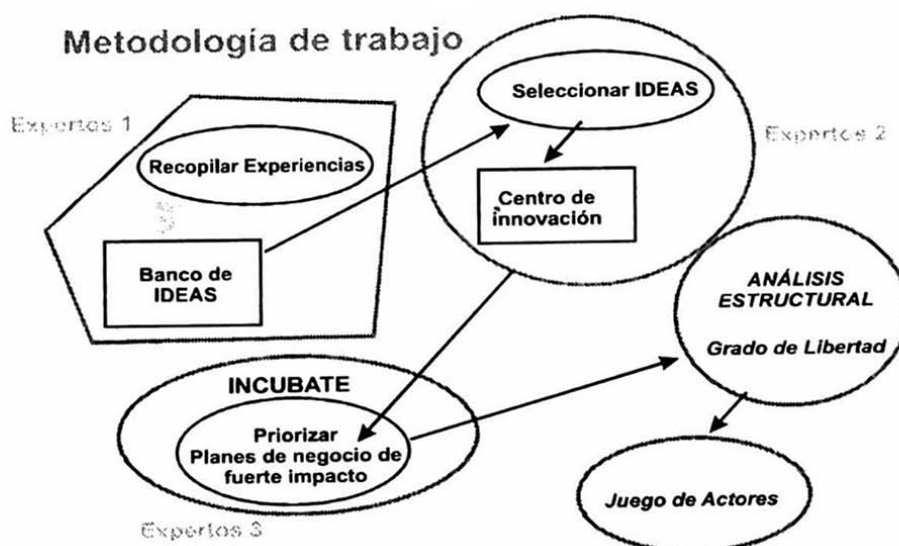 Metodología de trabajo
Expertos 1
Recopilar Experiencias
Banco de
IDEAS
Seleccionar IDEAS
Centro de
innovación
Expertos 2
ANÁLISIS
ESTRUCTURAL
Grado de Libertad
INCUBATE
Priorizar
Planes de negocio de
fuerte impacto
Expertos 3
Juego de Actores